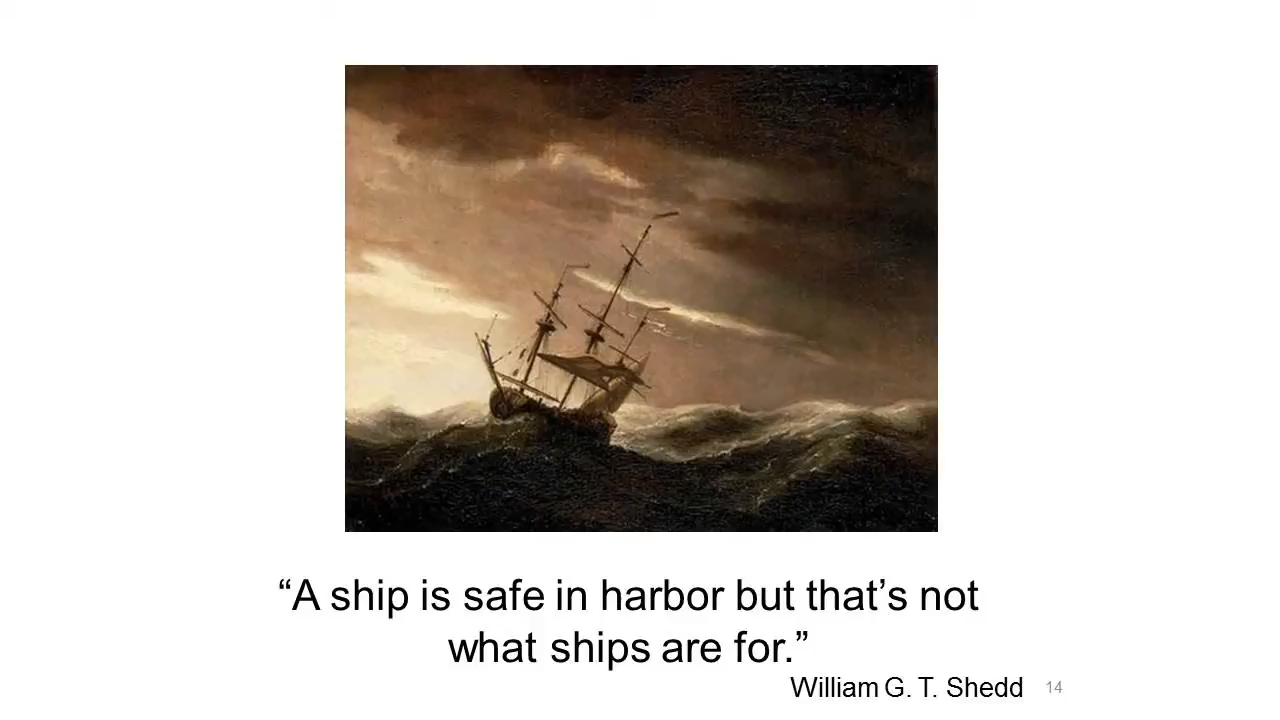 “A ship is safe in harbor but that’s not
what ships are for.”
William G. T. Shedd
14